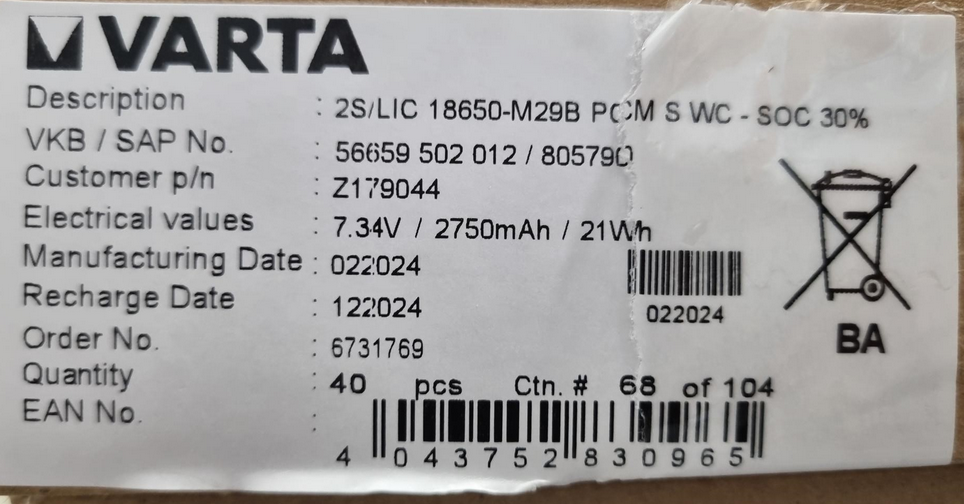 VARTA
Description : 2S/LIC 18650-M29B PCM S WC - SOC 30%
VKB / SAP No. : 56659 502 012 / 805790
Customer p/n : Z179044
Electrical values : 7.34V / 2750mAh / 21Wh
Manufacturing Date : 022024
Recharge Date : 122024
022024
Order No. : 6731769
BA
Quantity : 40 pcs Ctn. # 68 of 104
EAN No. :
4 043752 830965